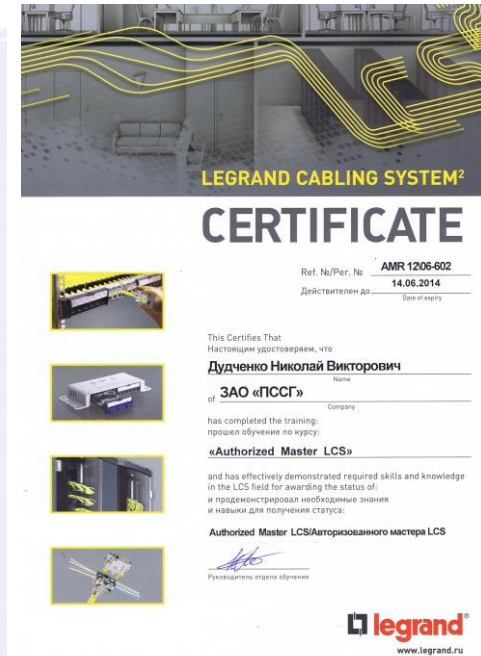 LEGRAND CABLING SYSTEM²
CERTIFICATE
Ref. №/Рег. № AMR 12\06-602
Действителен до 14.06.2014
Date of expiry
This Certifies That
Настоящим удостоверяем, что
Дудченко Николай Викторович
Name
of ЗАО «ПССГ»
Company
has completed the training:
прошел обучение по курсу:
«Authorized Master LCS»
and has effectively demonstrated required skills and knowledge
in the LCS field for awarding the status of:
и продемонстрировал необходимые знания
и навыки для получения статуса:
Authorized Master LCS/Авторизованного мастера LCS
Руководитель отдела обучения
legrand®
www.legrand.ru